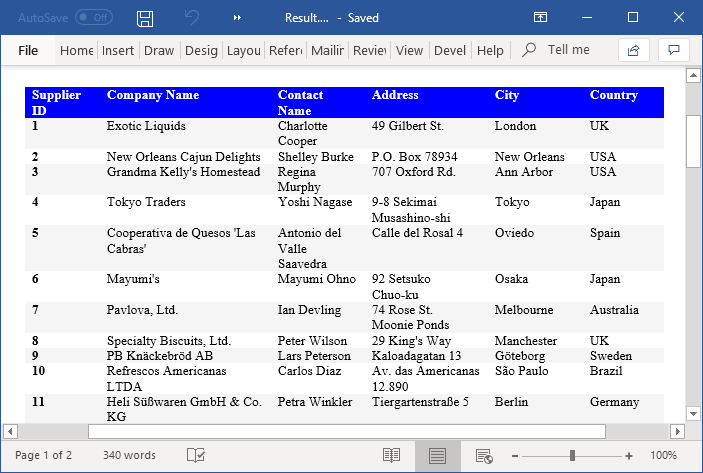 AutoSave Off Result.... - Saved
File Home Insert Draw Desig Layou Refer Mailir Review View Devel Help Tell me
Supplier ID Company Name Contact Name Address City Country
1 Exotic Liquids Charlotte Cooper 49 Gilbert St. London UK
2 New Orleans Cajun Delights Shelley Burke P.O. Box 78934 New Orleans USA
3 Grandma Kelly's Homestead Regina Murphy 707 Oxford Rd. Ann Arbor USA
4 Tokyo Traders Yoshi Nagase 9-8 Sekimai Musashino-shi Tokyo Japan
5 Cooperativa de Quesos 'Las Cabras' Antonio del Valle Saavedra Calle del Rosal 4 Oviedo Spain
6 Mayumi's Mayumi Ohno 92 Setsuko Chuo-ku Osaka Japan
7 Pavlova, Ltd. Ian Devling 74 Rose St. Moonie Ponds Melbourne Australia
8 Specialty Biscuits, Ltd. Peter Wilson 29 King's Way Manchester UK
9 PB Knäckebröd AB Lars Peterson Kaloadagatan 13 Göteborg Sweden
10 Refrescos Americanas LTDA Carlos Diaz Av. das Americanas 12.890 São Paulo Brazil
11 Heli Süßwaren GmbH & Co. KG Petra Winkler Tiergartenstraße 5 Berlin Germany
Page 1 of 2 340 words 100%